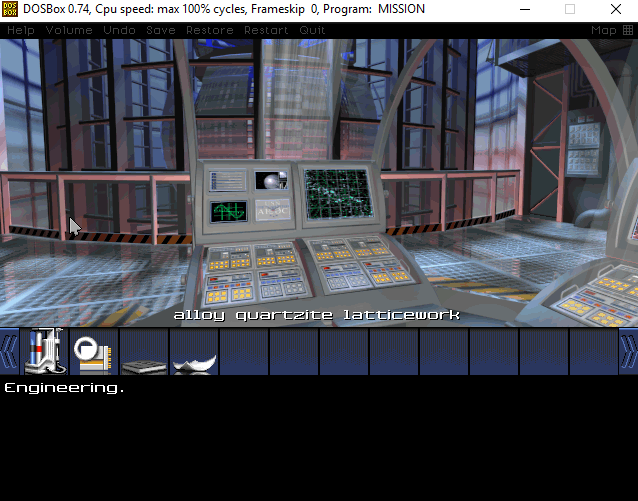 DOSBox 0.74, Cpu speed: max 100% cycles, Frameskip 0, Program: MISSION
Help Volume Undo Save Restore Restart Quit Map
alloy quartzite latticework
Engineering.